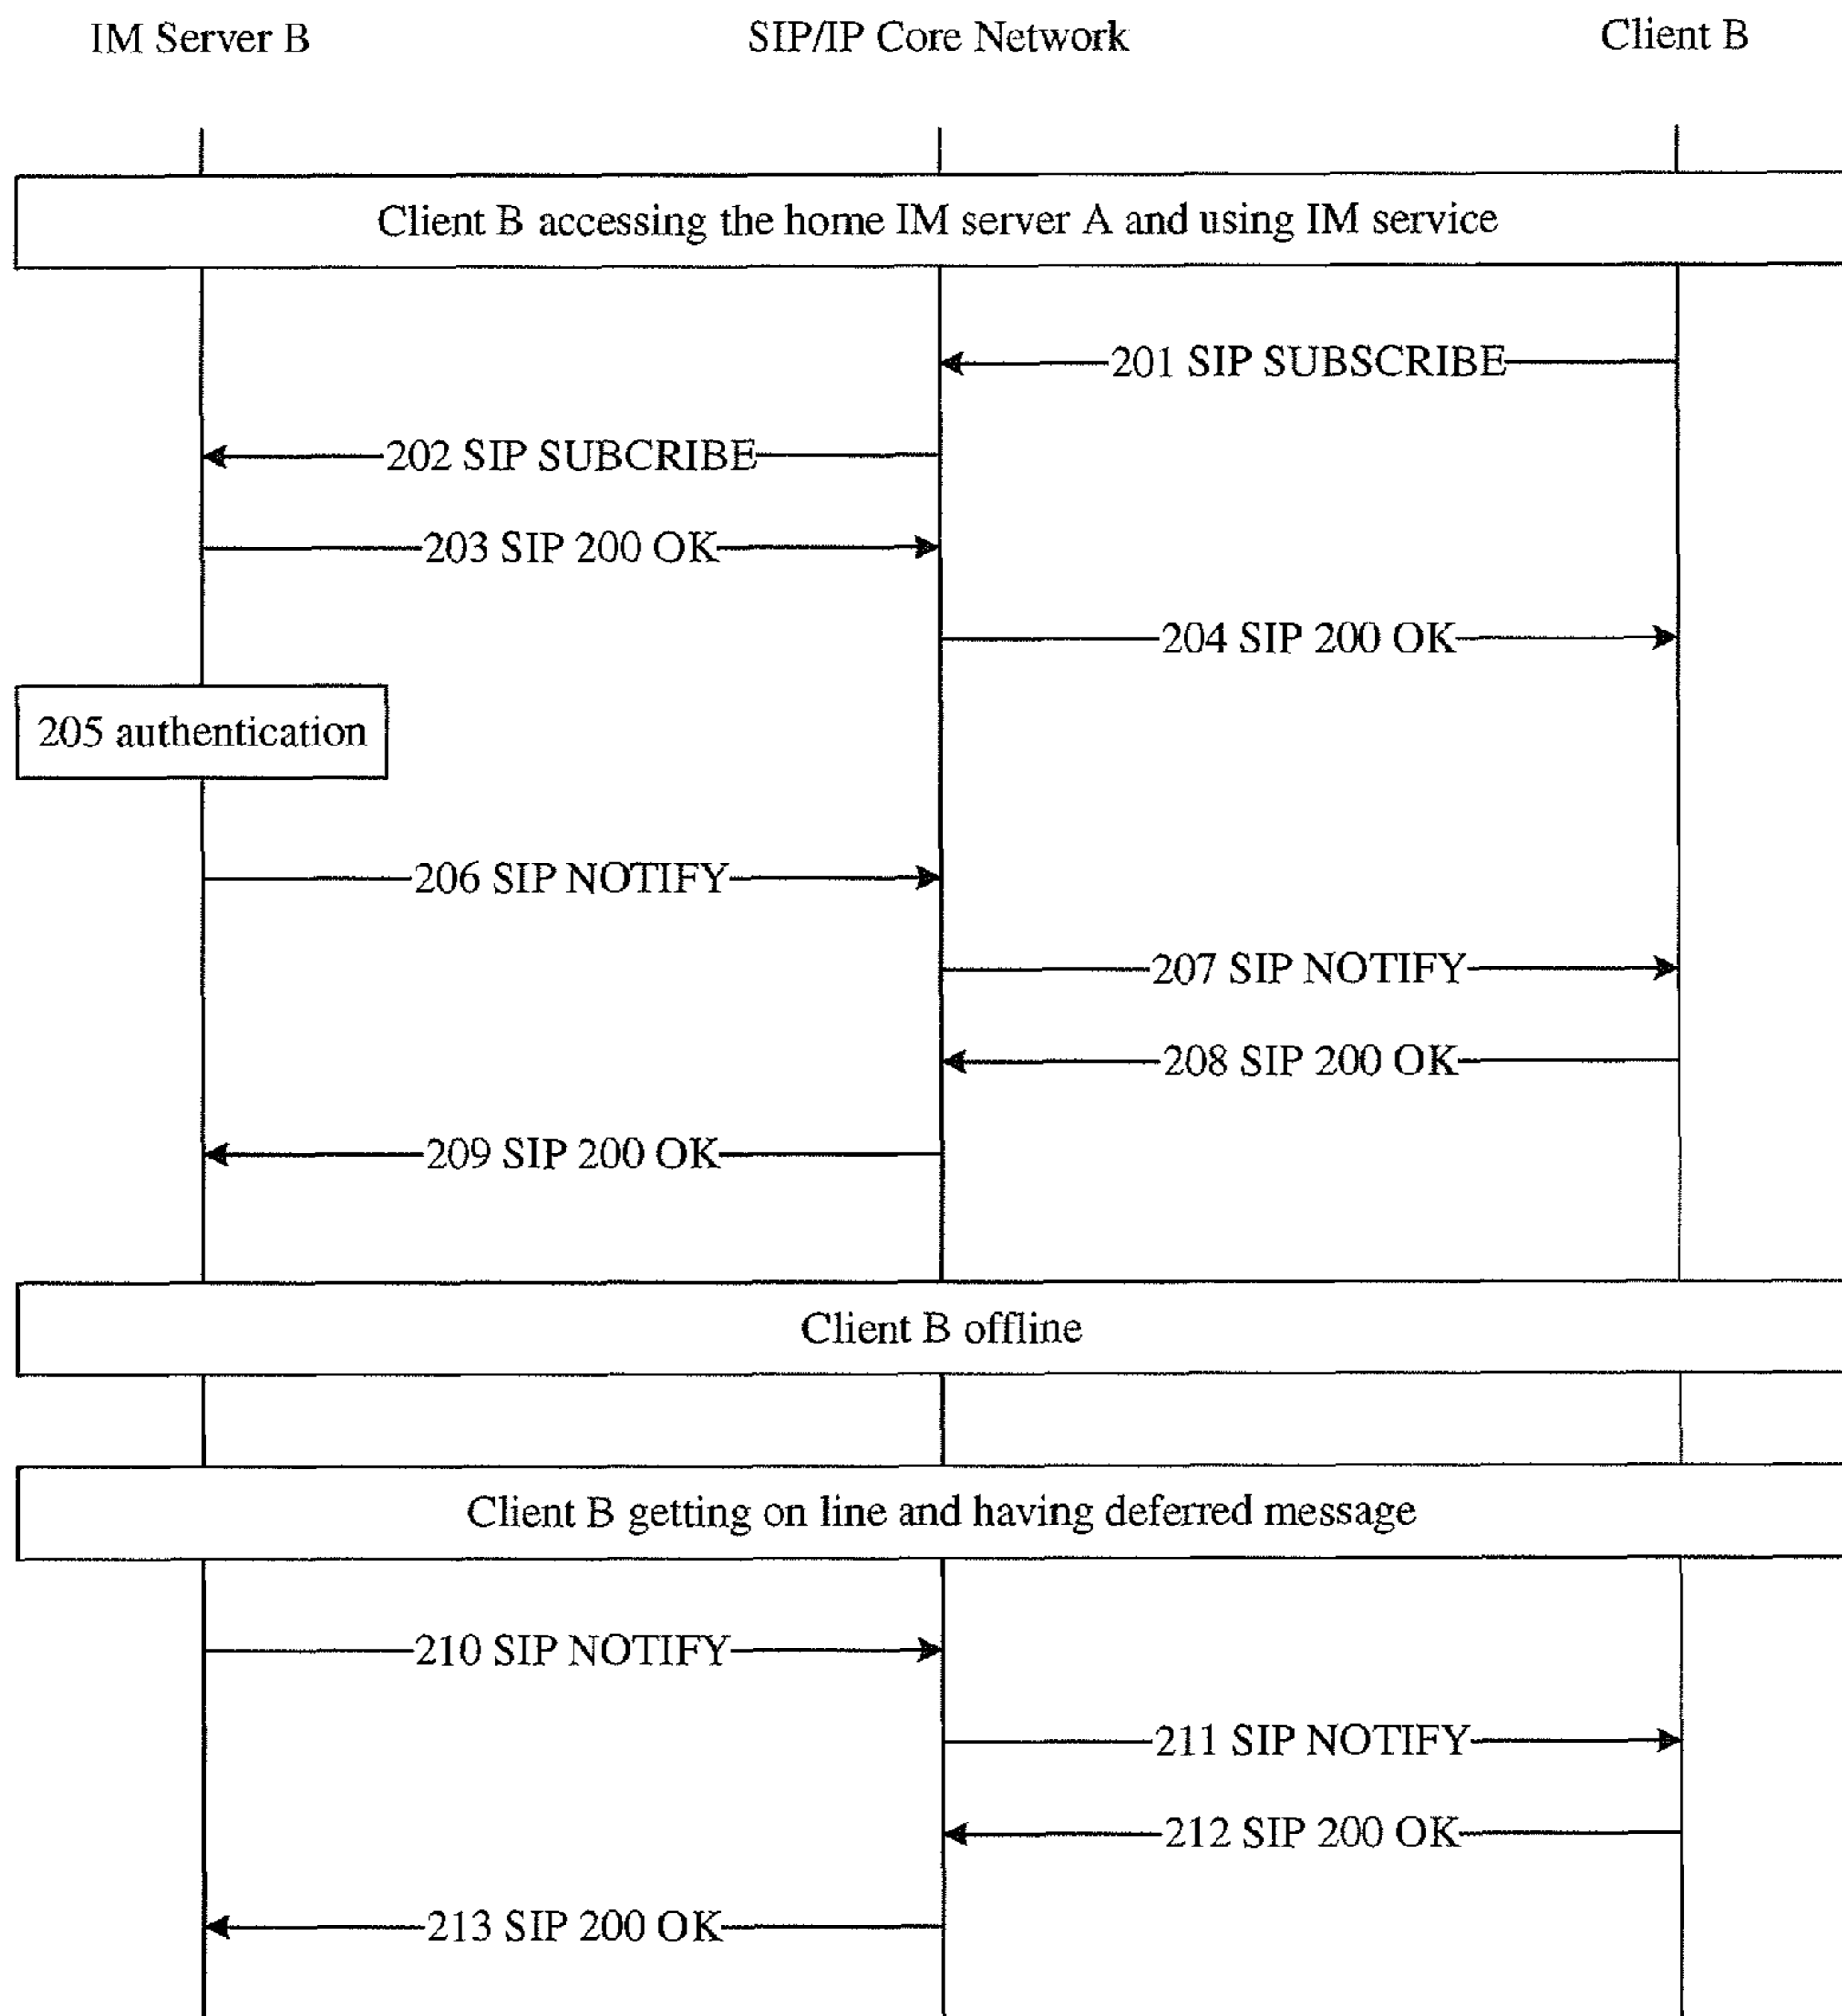 IM Server B
SIP/IP Core Network
Client B
Client B accessing the home IM server A and using IM service
201 SIP SUBSCRIBE
202 SIP SUBCRIBE
203 SIP 200 OK
204 SIP 200 OK
205 authentication
206 SIP NOTIFY
207 SIP NOTIFY
208 SIP 200 OK
209 SIP 200 OK
Client B offline
Client B getting on line and having deferred message
210 SIP NOTIFY
211 SIP NOTIFY
212 SIP 200 OK
213 SIP 200 OK